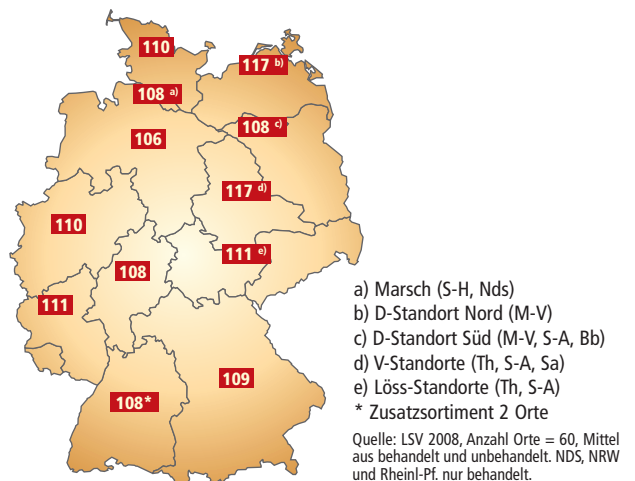 110
117 b)
108 a)
108 c)
106
117 d)
110
111 e)
108
111
109
108*
a) Marsch (S-H, Nds)
b) D-Standort Nord (M-V)
c) D-Standort Süd (M-V, S-A, Bb)
d) V-Standorte (Th, S-A, Sa)
e) Löss-Standorte (Th, S-A)
* Zusatzsortiment 2 Orte
Quelle: LSV 2008, Anzahl Orte = 60, Mittel
aus behandelt und unbehandelt. NDS, NRW
und Rheinl-Pf. nur behandelt.